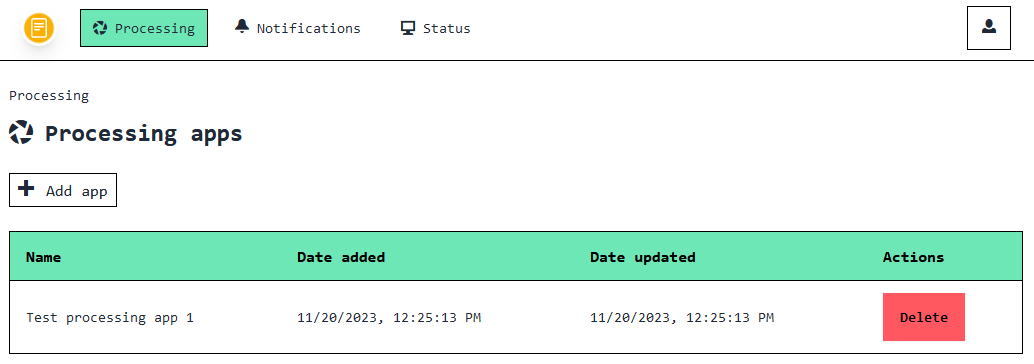 Processing Notifications Status
Processing
Processing apps
Add app
Name Date added Date updated Actions
Test processing app 1 11/20/2023, 12:25:13 PM 11/20/2023, 12:25:13 PM Delete